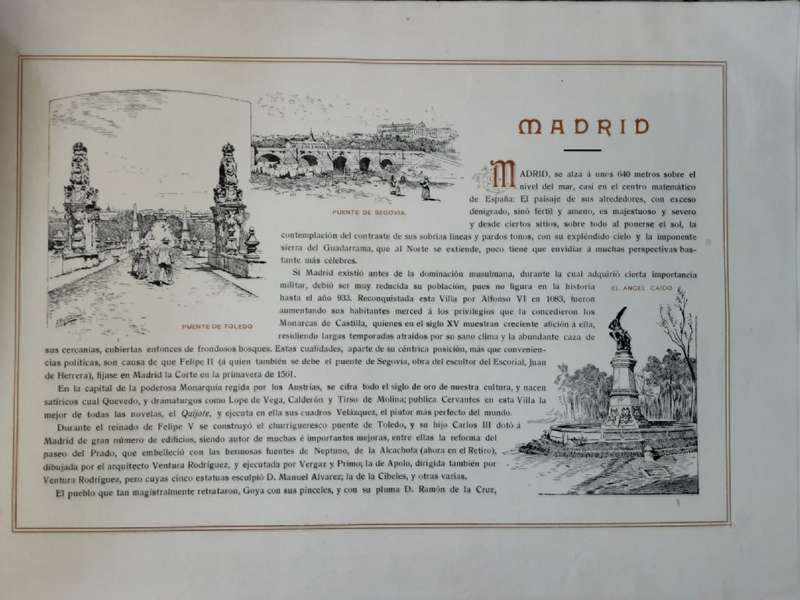 MADRID
MADRID, se alza á unos 640 metros sobre el
nivel del mar, casi en el centro matemático
de España: El paisaje de sus alrededores, con exceso
denigrado, sinó fértil y ameno, es majestuoso y severo
y desde ciertos sitios, sobre todo al ponerse el sol, la
contemplación del contraste de sus sobrias líneas y pardos tonos, con su expléndido cielo y la imponente
sierra del Guadarrama, que al Norte se extiende, poco tiene que envidiar á muchas perspectivas bas-
tante más célebres.
Si Madrid existió antes de la dominación musulmana, durante la cual adquirió cierta importancia
militar, debió ser muy reducida su población, pues no figura en la historia
hasta el año 933. Reconquistada esta Villa por Alfonso VI en 1083, fueron
aumentando sus habitantes merced á los privilegios que la concedieron los
Monarcas de Castilla, quienes en el siglo XV muestran creciente afición á ella,
residiendo largas temporadas atraídos por su sano clima y la abundante caza de
sus cercanías, cubiertas entonces de frondosos bosques. Estas cualidades, aparte de su céntrica posición, más que convenien-
cias políticas, son causa de que Felipe II (á quien también se debe el puente de Segovia, obra del escultor del Escorial, Juan
de Herrera), fijase en Madrid la Corte en la primavera de 1561.
En la capital de la poderosa Monarquía regida por los Austrias, se cifra todo el siglo de oro de nuestra cultura, y nacen
satíricos cual Quevedo, y dramaturgos como Lope de Vega, Calderón y Tirso de Molina; publica Cervantes en esta Villa la
mejor de todas las novelas, el Quijote, y ejecuta en ella sus cuadros Velázquez, el pintor más perfecto del mundo.
Durante el reinado de Felipe V se construyó el churrigueresco puente de Toledo, y su hijo Carlos III dotó á
Madrid de gran número de edificios, siendo autor de muchas é importantes mejoras, entre ellas la reforma del
paseo del Prado, que embelleció con las hermosas fuentes de Neptuno, de la Alcachofa (ahora en el Retiro),
dibujada por el arquitecto Ventura Rodríguez, y ejecutada por Vergaz y Primo; la de Apolo, dirigida también por
Ventura Rodríguez, pero cuyas cinco estatuas esculpió D. Manuel Alvarez; la de la Cibeles, y otras varias.
El pueblo que tan magistralmente retrataron, Goya con sus pinceles, y con su pluma D. Ramón de la Cruz,
PUENTE DE SEGOVIA
PUENTE DE TOLEDO
EL ANGEL CAIDO